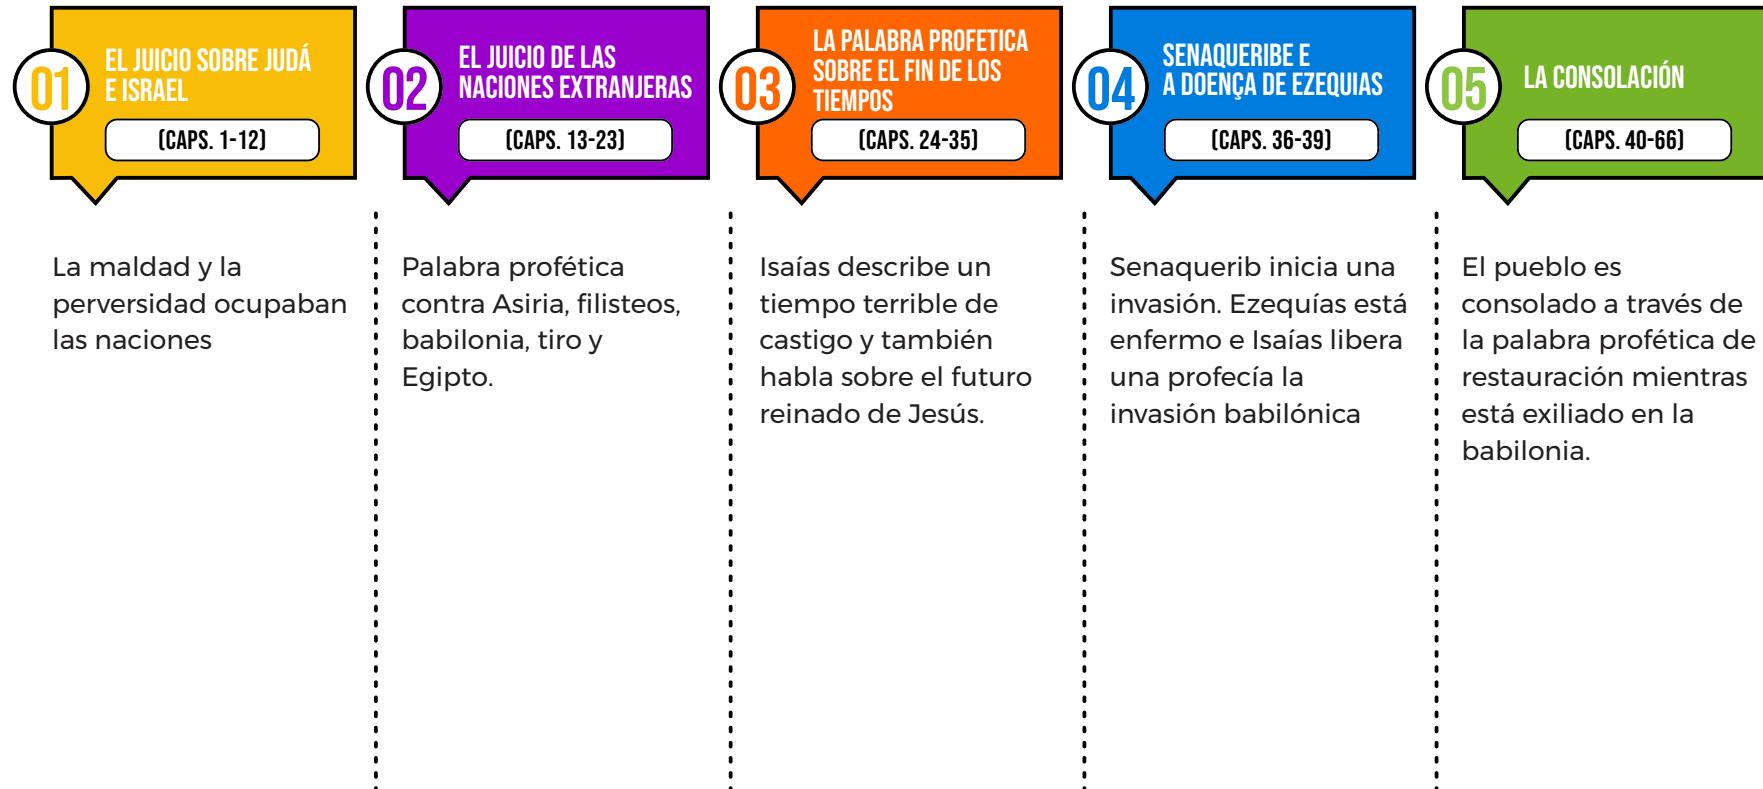 01
EL JUICIO SOBRE JUDÁ
E ISRAEL
(CAPS. 1-12)
La maldad y la
perversidad ocupaban
las naciones
02
EL JUICIO DE LAS
NACIONES EXTRANJERAS
(CAPS. 13-23)
Palabra profética
contra Asiria, filisteos,
babilonia, tiro y
Egipto.
03
LA PALABRA PROFETICA
SOBRE EL FIN DE LOS
TIEMPOS
(CAPS. 24-35)
Isaías describe un
tiempo terrible de
castigo y también
habla sobre el futuro
reinado de Jesús.
04
SENAQUERIBE E
A DOENÇA DE EZEQUIAS
(CAPS. 36-39)
Senaquerib inicia una
invasión. Ezequías está
enfermo e Isaías libera
una profecía la
invasión babilónica
05
LA CONSOLACIÓN
(CAPS. 40-66)
El pueblo es
consolado a través de
la palabra profética de
restauración mientras
está exiliado en la
babilonia.